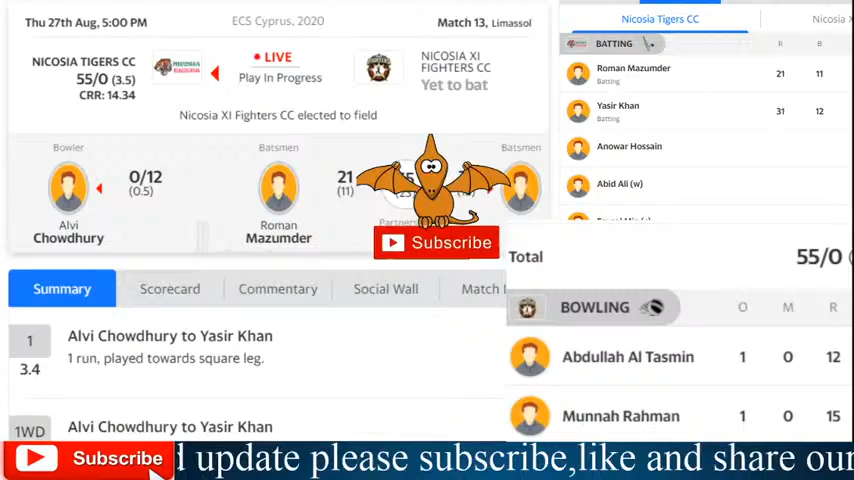 Thu 27th Aug, 5:00 PM
ECS Cyprus, 2020
Match 13, Limassol
NICOSIA TIGERS CC
55/0 (3.5)
CRR: 14.34
LIVE
Play In Progress
NICOSIA XI
FIGHTERS CC
Yet to bat
Nicosia XI Fighters CC elected to field
Bowler
0/12
(0.5)
Alvi
Chowdhury
Batsmen
21
(11)
Roman
Mazumder
Batsmen
Subscribe
Summary
Scorecard
Commentary
Social Wall
Match
1
3.4
Alvi Chowdhury to Yasir Khan
1 run, played towards square leg.
1WD
Alvi Chowdhury to Yasir Khan
Nicosia Tigers CC
Nicosia X
BATTING
R
B
Roman Mazumder
21
11
Batting
Yasir Khan
31
12
Batting
Anowar Hossain
Abid Ali (w)
Total
55/0
BOWLING
O
M
R
Abdullah Al Tasmin
1
0
12
Munnah Rahman
1
0
15
Subscribe
d update please subscribe,like and share our